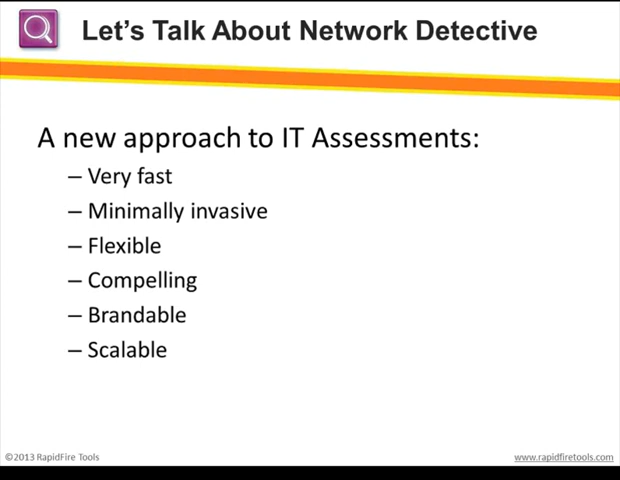 Let's Talk About Network Detective
A new approach to IT Assessments:
– Very fast
– Minimally invasive
– Flexible
– Compelling
– Brandable
– Scalable
©2013 RapidFire Tools
www.rapidfiretools.com